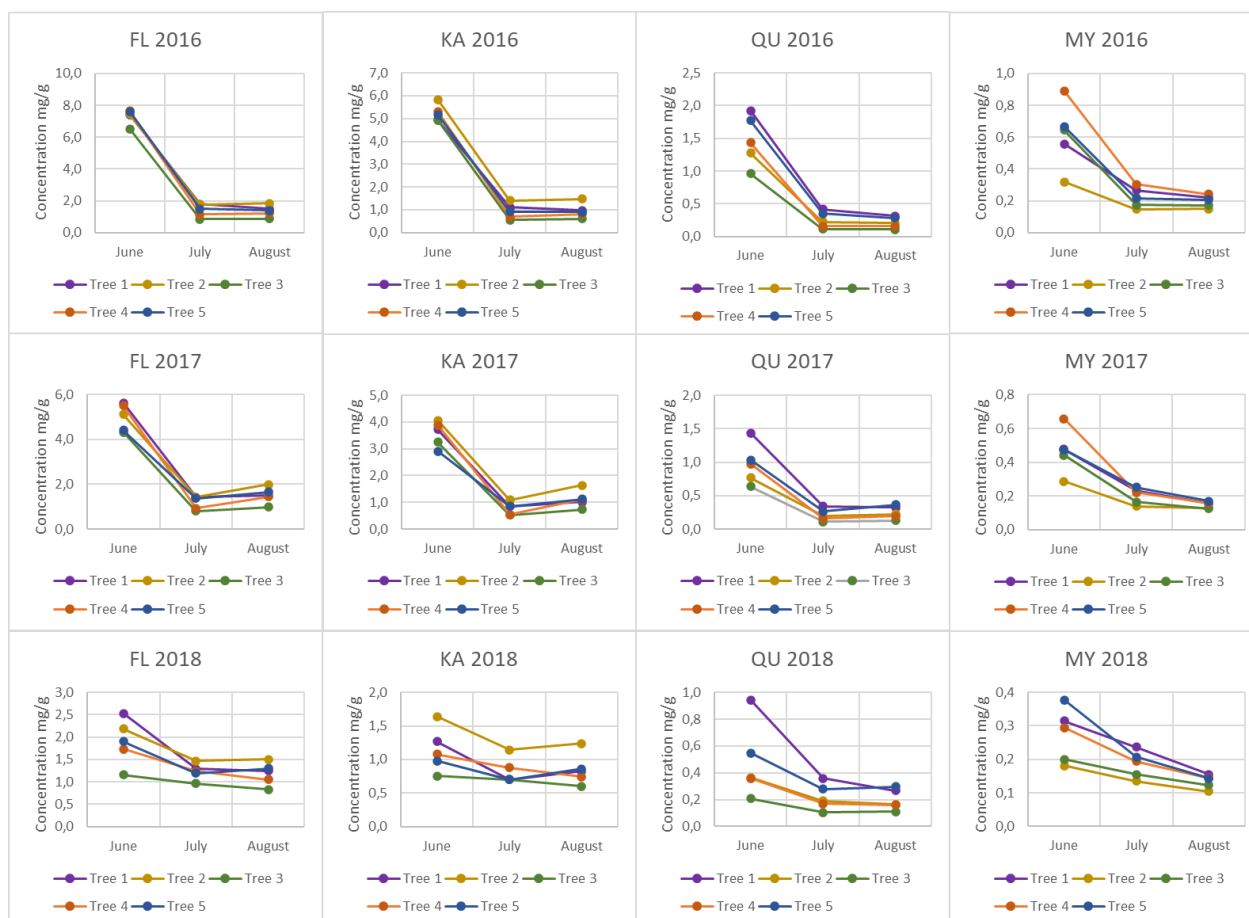 FL 2016
Concentration mg/g
10,0
8,0
6,0
4,0
2,0
0,0
June July August
Tree 1 Tree 2 Tree 3
Tree 4 Tree 5
KA 2016
Concentration mg/g
7,0
6,0
5,0
4,0
3,0
2,0
1,0
0,0
June July August
Tree 1 Tree 2 Tree 3
Tree 4 Tree 5
QU 2016
Concentration mg/g
2,5
2,0
1,5
1,0
0,5
0,0
June July August
Tree 1 Tree 2 Tree 3
Tree 4 Tree 5
MY 2016
Concentration mg/g
1,0
0,8
0,6
0,4
0,2
0,0
June July August
Tree 1 Tree 2 Tree 3
Tree 4 Tree 5
FL 2017
Concentration mg/g
6,0
4,0
2,0
0,0
June July August
Tree 1 Tree 2 Tree 3
Tree 4 Tree 5
KA 2017
Concentration mg/g
5,0
4,0
3,0
2,0
1,0
0,0
June July August
Tree 1 Tree 2 Tree 3
Tree 4 Tree 5
QU 2017
Concentration mg/g
2,0
1,5
1,0
0,5
0,0
June July August
Tree 1 Tree 2 Tree 3
Tree 4 Tree 5
MY 2017
Concentration mg/g
0,8
0,6
0,4
0,2
0,0
June July August
Tree 1 Tree 2 Tree 3
Tree 4 Tree 5
FL 2018
Concentration mg/g
3,0
2,5
2,0
1,5
1,0
0,5
0,0
June July August
Tree 1 Tree 2 Tree 3
Tree 4 Tree 5
KA 2018
Concentration mg/g
2,0
1,5
1,0
0,5
0,0
June July August
Tree 1 Tree 2 Tree 3
Tree 4 Tree 5
QU 2018
Concentration mg/g
1,0
0,8
0,6
0,4
0,2
0,0
June July August
Tree 1 Tree 2 Tree 3
Tree 4 Tree 5
MY 2018
Concentration mg/g
0,4
0,3
0,2
0,1
0,0
June July August
Tree 1 Tree 2 Tree 3
Tree 4 Tree 5